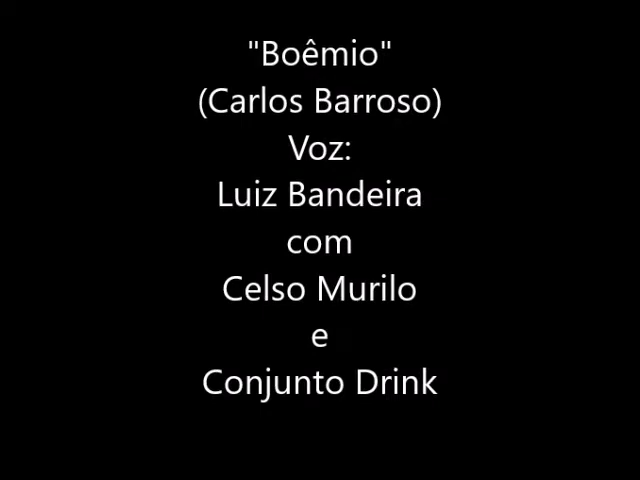 "Boêmio"
(Carlos Barroso)
Voz:
Luiz Bandeira
com
Celso Murilo
e
Conjunto Drink